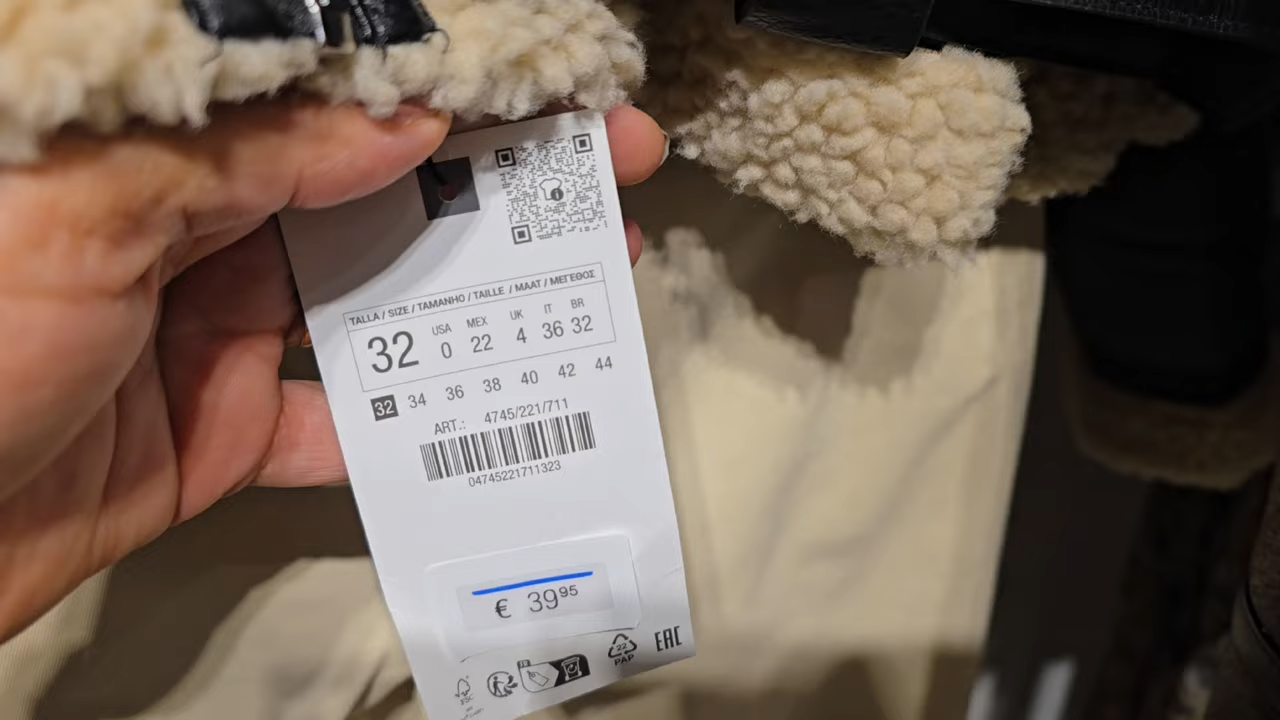 TALLA / SIZE / TAMANHO / TAILLE / MAAT / ΜΕΓΕΘΟΣ
32 USA 0 MEX 22 UK 4 IT 36 BR 32
32 34 36 38 40 42 44
ART.: 4745/221/711
04745221711323
€ 39⁹⁵
22
PAP
EAC
FSC